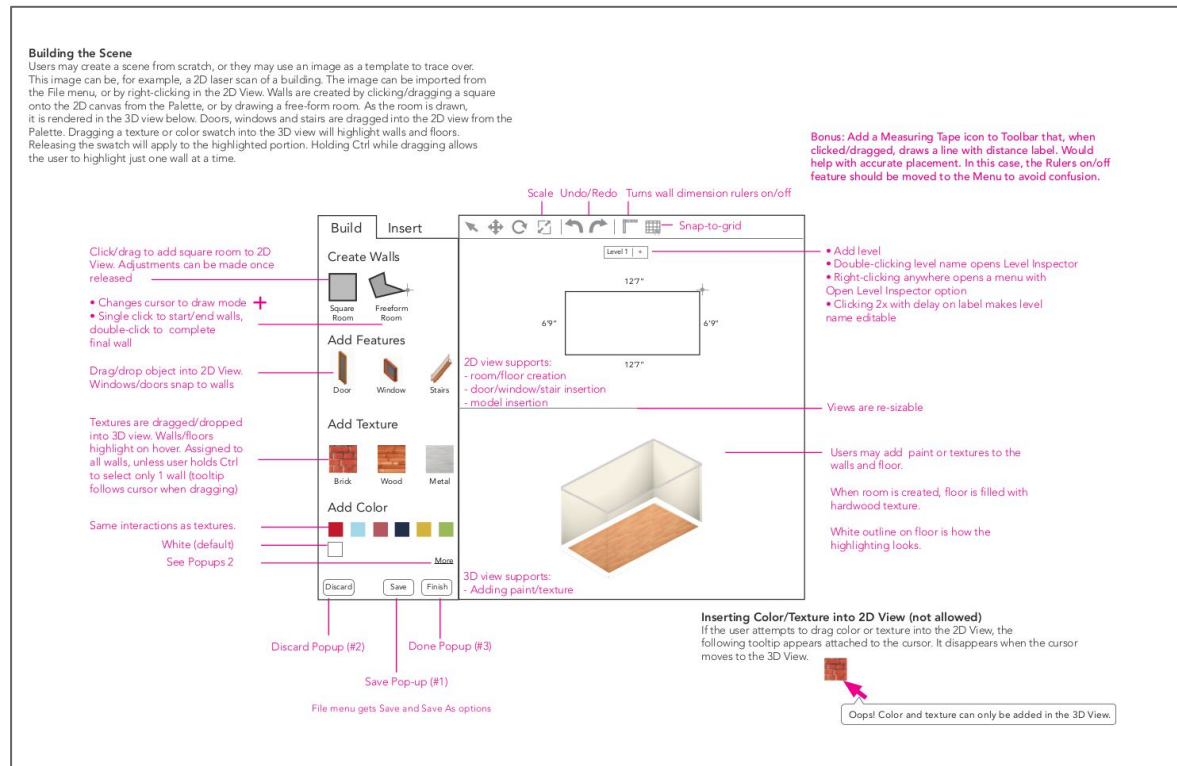 Building the Scene
Users may create a scene from scratch, or they may use an image as a template to trace over.
This image can be, for example, a 2D laser scan of a building. The image can be imported from
the File menu, or by right-clicking in the 2D View. Walls are created by clicking/dragging a square
onto the 2D canvas from the Palette, or by drawing a free-form room. As the room is drawn,
it is rendered in the 3D view below. Doors, windows and stairs are dragged into the 2D view from the
Palette. Dragging a texture or color swatch into the 3D view will highlight walls and floors.
Releasing the swatch will apply to the highlighted portion. Holding Ctrl while dragging allows
the user to highlight just one wall at a time.
Bonus: Add a Measuring Tape icon to Toolbar that, when
clicked/dragged, draws a line with distance label. Would
help with accurate placement. In this case, the Rulers on/off
feature should be moved to the Menu to avoid confusion.
Scale Undo/Redo Turns wall dimension rulers on/off
Snap-to-grid
Build Insert
Create Walls
Square
Room
Freeform
Room
Add Features
Door Window Stairs
Add Texture
Brick Wood Metal
Add Color
More
Discard Save Finish
Click/drag to add square room to 2D
View. Adjustments can be made once
released
• Changes cursor to draw mode
• Single click to start/end walls,
double-click to complete
final wall
Drag/drop object into 2D View.
Windows/doors snap to walls
Textures are dragged/dropped
into 3D view. Walls/floors
highlight on hover. Assigned to
all walls, unless user holds Ctrl
to select only 1 wall (tooltip
follows cursor when dragging)
Same interactions as textures.
White (default)
See Popups 2
Level 1 | +
12'7"
6'9"
6'9"
12'7"
2D view supports:
- room/floor creation
- door/window/stair insertion
- model insertion
3D view supports:
- Adding paint/texture
• Add level
• Double-clicking level name opens Level Inspector
• Right-clicking anywhere opens a menu with
Open Level Inspector option
• Clicking 2x with delay on label makes level
name editable
Views are re-sizable
Users may add paint or textures to the
walls and floor.
When room is created, floor is filled with
hardwood texture.
White outline on floor is how the
highlighting looks.
Discard Popup (#2)
Done Popup (#3)
Save Pop-up (#1)
File menu gets Save and Save As options
Inserting Color/Texture into 2D View (not allowed)
If the user attempts to drag color or texture into the 2D View, the
following tooltip appears attached to the cursor. It disappears when the cursor
moves to the 3D View.
Oops! Color and texture can only be added in the 3D View.